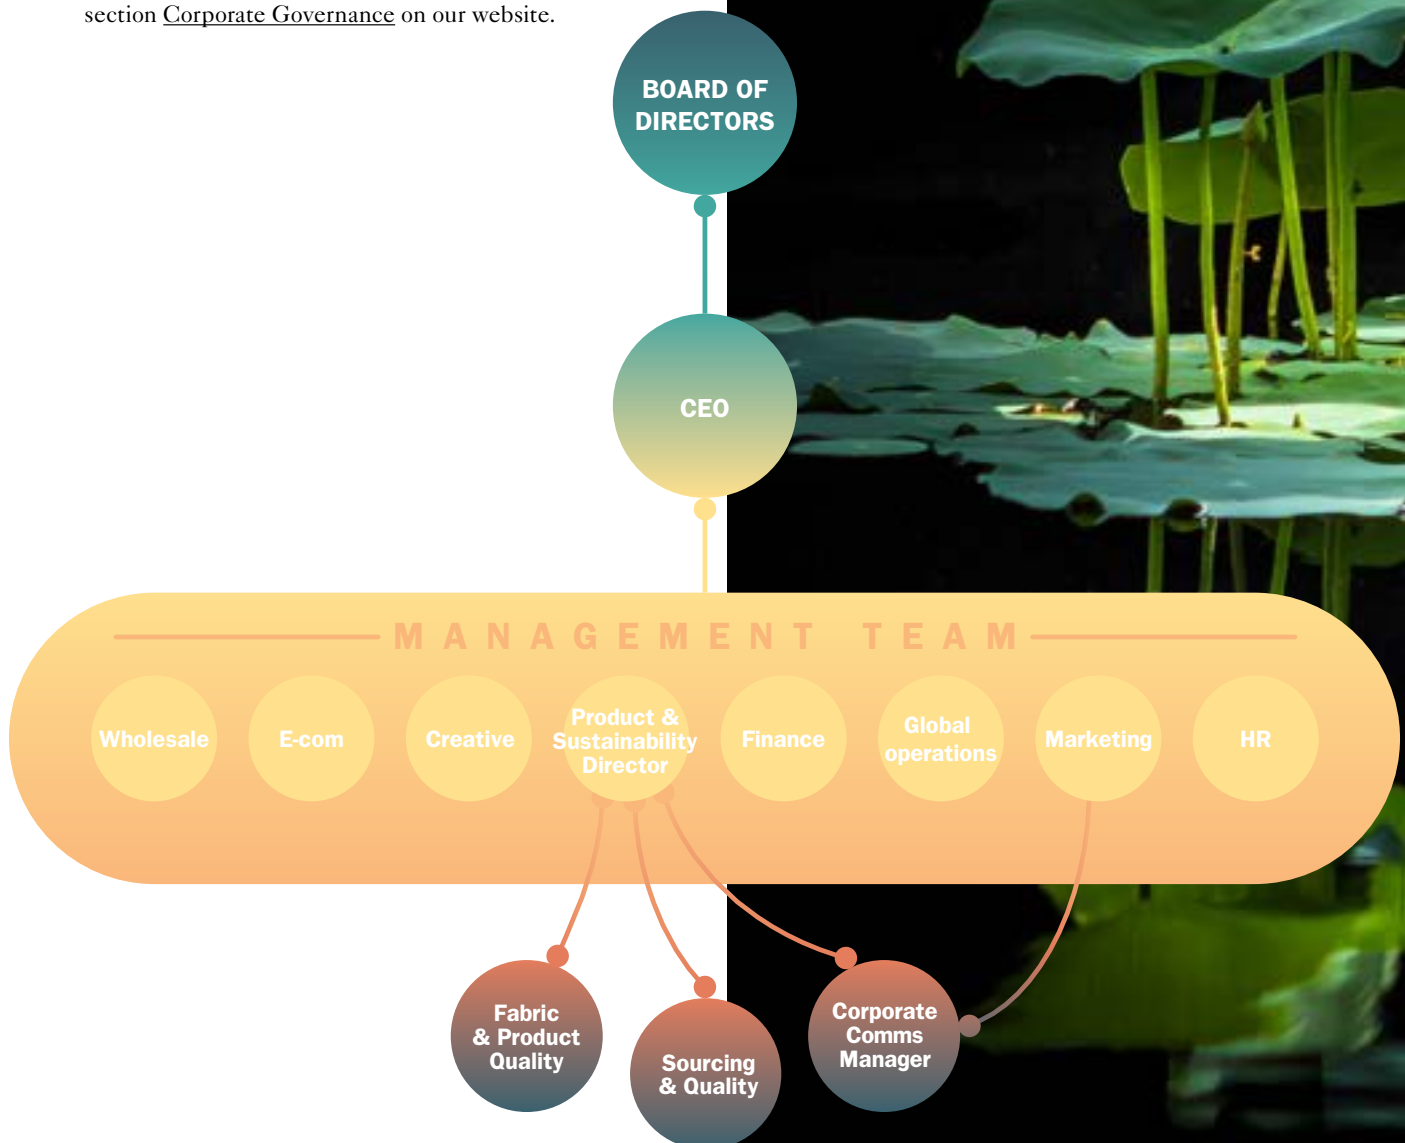 section Corporate Governance on our website.
BOARD OF
DIRECTORS
CEO
MANAGEMENT TEAM
Wholesale
E-com
Creative
Product &
Sustainability
Director
Finance
Global
operations
Marketing
HR
Fabric
& Product
Quality
Sourcing
& Quality
Corporate
Comms
Manager